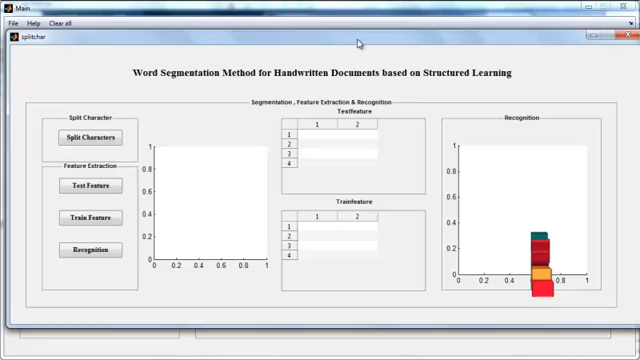 Main
File Help Clear all
splitchar
Word Segmentation Method for Handwritten Documents based on Structured Learning
Segmentation , Feature Extraction & Recognition
Split Character
Split Characters
Feature Extraction
Test Feature
Train Feature
Recognition
1
0.8
0.6
0.4
0.2
0
0 0.2 0.4 0.6 0.8 1
Testfeature
1 2
1
2
3
4
Trainfeature
1 2
1
2
3
4
Recognition
1
0.8
0.6
0.4
0.2
0
0 0.2 0.4 0.8 1